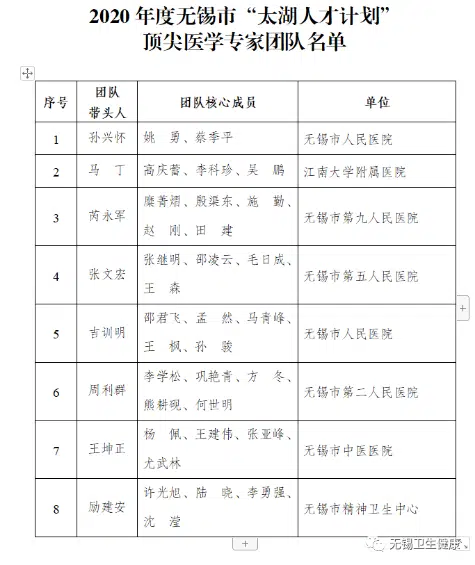 2020 年度无锡市“太湖人才计划”
顶尖医学专家团队名单
序号 团队带头人 团队核心成员 单位
1 孙兴怀 姚 勇、蔡季平 无锡市人民医院
2 马 丁 高庆蕾、李科珍、吴 鹏 江南大学附属医院
3 芮永军 糜菁熠、殷渠东、施 勤、
赵 刚、田 建 无锡市第九人民医院
4 张文宏 张继明、邵凌云、毛日成、
王 森 无锡市第五人民医院
5 吉训明 邵君飞、孟 然、马青峰、
王 枫、孙 骏 无锡市人民医院
6 周利群 李学松、巩艳青、方 冬、
熊耕砚、何世明 无锡市第二人民医院
7 王坤正 杨 佩、王建伟、张亚峰、
尤武林 无锡市中医医院
8 励建安 许光旭、陆 晓、李勇强、
沈 滢 无锡市精神卫生中心
无锡卫生健康